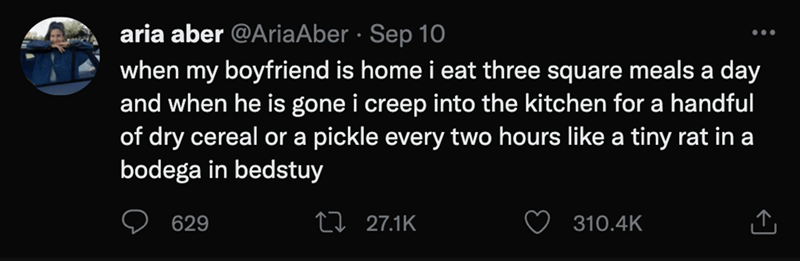 aria aber @AriaAber · Sep 10
when my boyfriend is home i eat three square meals a day
and when he is gone i creep into the kitchen for a handful
of dry cereal or a pickle every two hours like a tiny rat in a
bodega in bedstuy
629 27.1K 310.4K